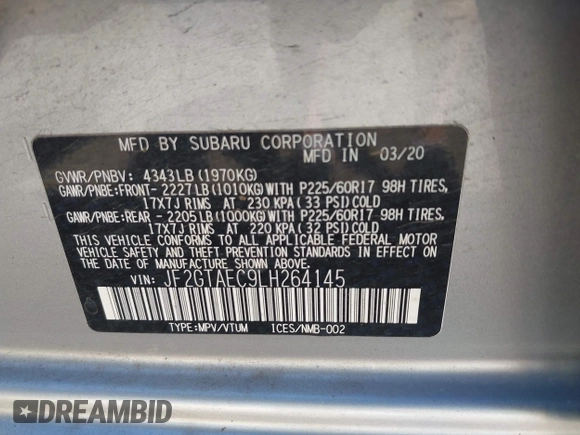 MFD BY SUBARU CORPORATION
MFD IN 03/20
GVWR/PNBV: 4343LB (1970KG)
GAWR/PNBE:FRONT- 2227LB (1010KG) WITH P225/60R17 98H TIRES,
17X7J RIMS AT 230 KPA (33 PSI) COLD
GAWR/PNBE:REAR - 2205LB (1000KG) WITH P225/60R17 98H TIRES,
17X7J RIMS AT 220 KPA (32 PSI) COLD
THIS VEHICLE CONFORMS TO ALL APPLICABLE FEDERAL MOTOR
VEHICLE SAFETY AND THEFT PREVENTION STANDARDS IN EFFECT ON
THE DATE OF MANUFACTURE SHOWN ABOVE.
VIN: JF2GTAEC9LH264145
TYPE:MPV/VTUM ICES/NMB-002
DREAMBID